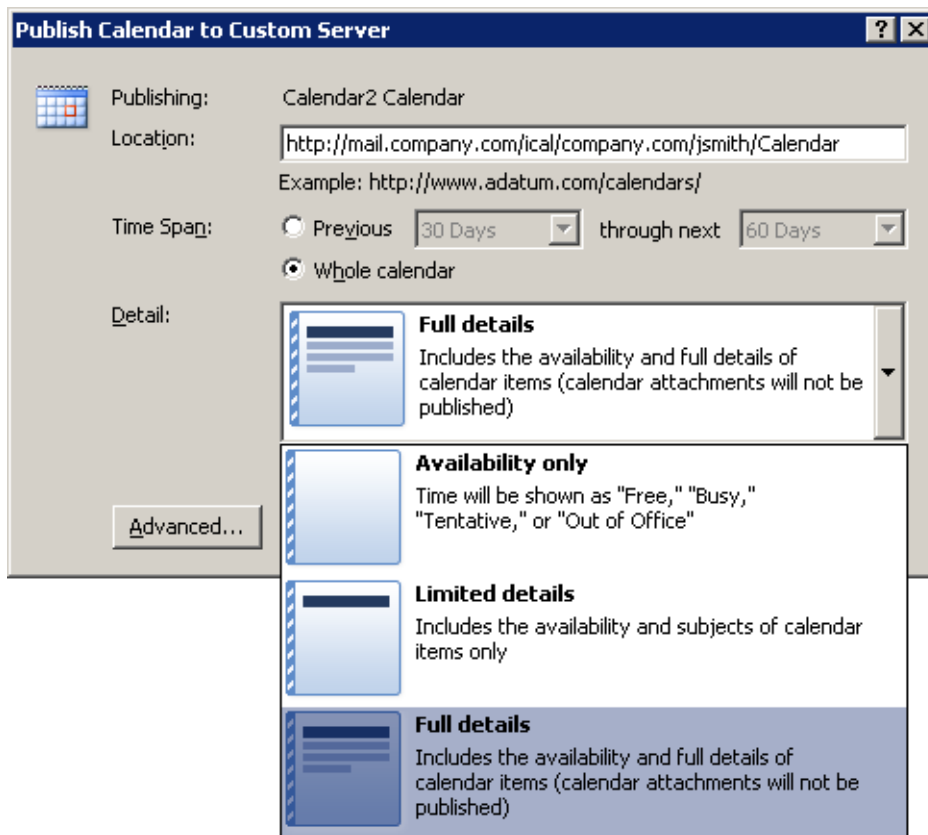 Publish Calendar to Custom Server
Publishing: Calendar2 Calendar
Location: http://mail.company.com/ical/company.com/jsmith/Calendar
Example: http://www.adatum.com/calendars/
Time Span: Previous 30 Days through next 60 Days
Whole calendar
Detail: Full details
Includes the availability and full details of
calendar items (calendar attachments will not be
published)
Availability only
Time will be shown as "Free," "Busy,"
"Tentative," or "Out of Office"
Advanced...
Limited details
Includes the availability and subjects of calendar
items only
Full details
Includes the availability and full details of
calendar items (calendar attachments will not be
published)